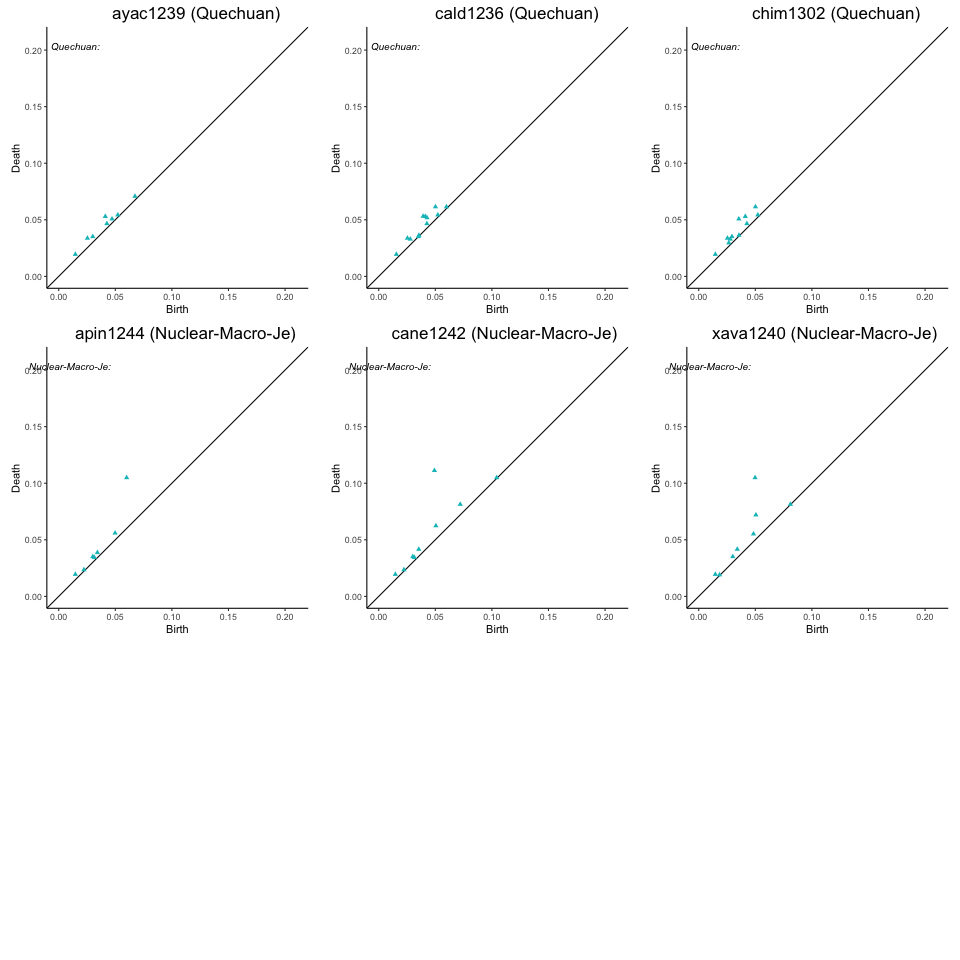 ayac1239 (Quechuan)
Quechuan:
0.20
0.15
0.10
0.05
0.00
Death
0.00 0.05 0.10 0.15 0.20
Birth
cald1236 (Quechuan)
Quechuan:
0.20
0.15
0.10
0.05
0.00
Death
0.00 0.05 0.10 0.15 0.20
Birth
chim1302 (Quechuan)
Quechuan:
0.20
0.15
0.10
0.05
0.00
Death
0.00 0.05 0.10 0.15 0.20
Birth
apin1244 (Nuclear-Macro-Je)
Nuclear-Macro-Je:
0.20
0.15
0.10
0.05
0.00
Death
0.00 0.05 0.10 0.15 0.20
Birth
cane1242 (Nuclear-Macro-Je)
Nuclear-Macro-Je:
0.20
0.15
0.10
0.05
0.00
Death
0.00 0.05 0.10 0.15 0.20
Birth
xava1240 (Nuclear-Macro-Je)
Nuclear-Macro-Je:
0.20
0.15
0.10
0.05
0.00
Death
0.00 0.05 0.10 0.15 0.20
Birth